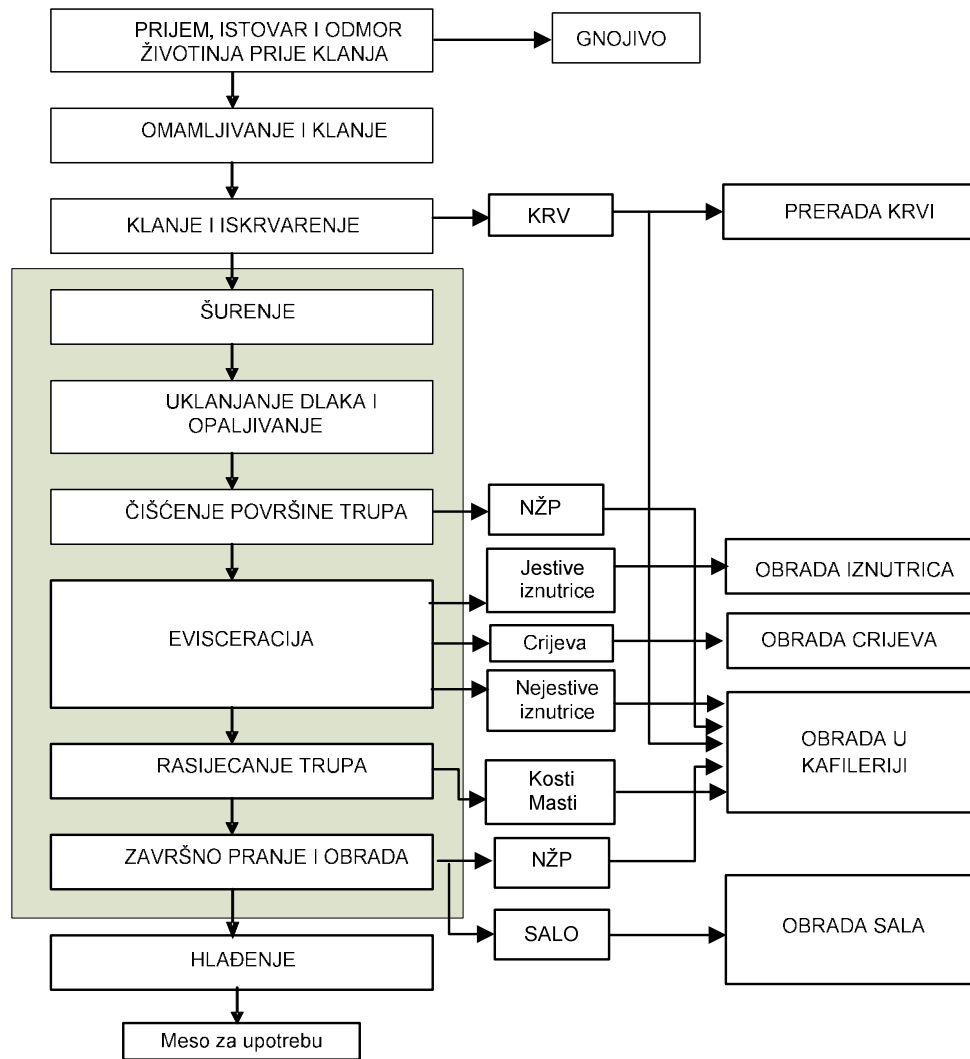 PRIJEM, ISTOVAR I ODMOR
ŽIVOTINJA PRIJE KLANJA
GNOJIVO
OMAMLJIVANJE I KLANJE
KLANJE I ISKRVARENJE
KRV
PRERADA KRVI
ŠURENJE
UKLANJANJE DLAKA I
OPALJIVANJE
ČIŠĆENJE POVRŠINE TRUPA
NŽP
EVISCERACIJA
Jestive
iznutrice
OBRADA IZNUTRICA
Crijeva
OBRADA CRIJEVA
Nejestive
iznutrice
OBRADA U
KAFILERIJI
RASIJECANJE TRUPA
Kosti
Masti
ZAVRŠNO PRANJE I OBRADA
NŽP
SALO
OBRADA SALA
HLAĐENJE
Meso za upotrebu